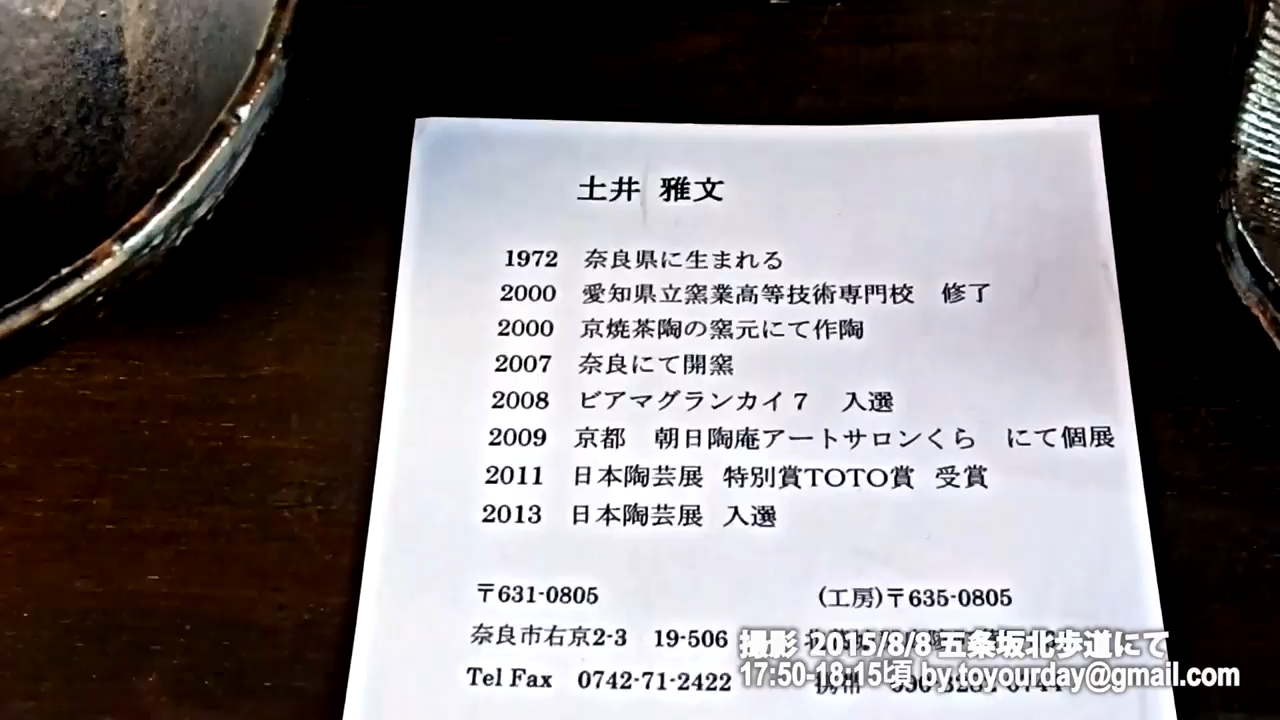 土井 雅文
1972 奈良県に生まれる
2000 愛知県立窯業高等技術専門校 修了
2000 京焼茶陶の窯元にて作陶
2007 奈良にて開窯
2008 ビアマグランカイ７ 入選
2009 京都 朝日陶庵アートサロンくら にて個展
2011 日本陶芸展 特別賞TOTO賞 受賞
2013 日本陶芸展 入選
〒631-0805
奈良市右京2-3 19-506
Tel Fax 0742-71-2422
(工房)〒635-0805
携帯
撮影 2015/8/8 五条坂北歩道にて
17:50-18:15頃 by.toyourday@gmail.com